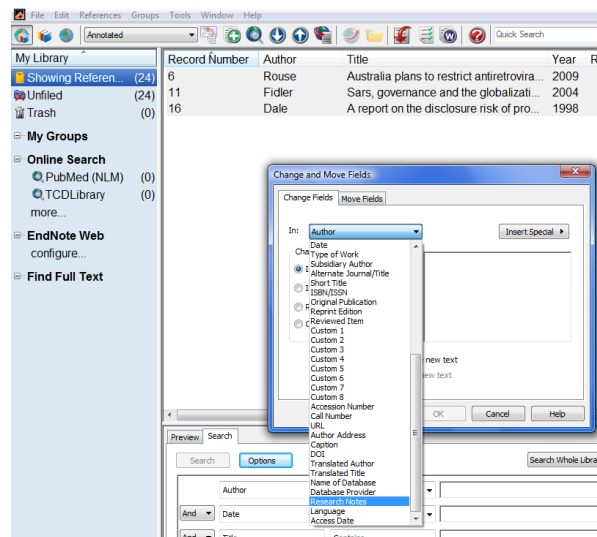 File Edit References Groups Tools Window Help
Annotated
Quick Search
My Library
Showing Referen... (24)
Unfiled (24)
Trash (0)
My Groups
Online Search
PubMed (NLM) (0)
TCDLibrary (0)
more...
EndNote Web
configure...
Find Full Text
Record Number Author Title Year R
6 Rouse Australia plans to restrict antiretrovira... 2009
11 Fidler Sars, governance and the globalizati... 2004
16 Dale A report on the disclosure risk of pro... 1998
Change and Move Fields
Change Fields Move Fields
In: Author Insert Special
Cha
Date
Type of Work
Subsidiary Author
Alternate Journal/Title
Short Title
ISBN/ISSN
Original Publication
Reprint Edition
Reviewed Item
Custom 1
Custom 2
Custom 3
Custom 4
Custom 5
Custom 6
Custom 7
Custom 8
Accession Number
Call Number
URL
Author Address
Caption
DOI
Translated Author
Translated Title
Name of Database
Database Provider
Research Notes
Language
Access Date
new text
ew text
OK Cancel Help
Preview Search
Search Options Search Whole Libra
Author
And Date
And Title Contains